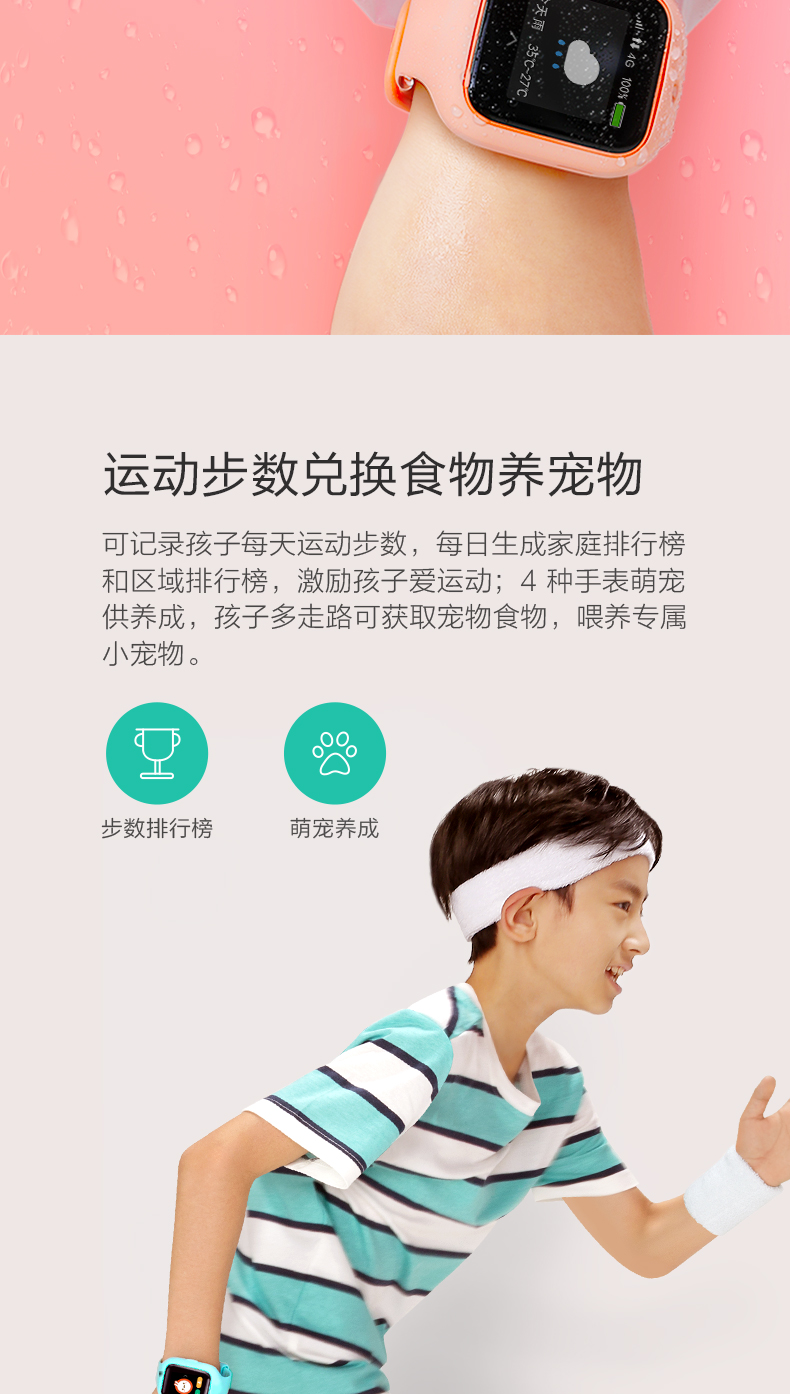 今天 雨 35℃~27℃
4G 100%
运动步数兑换食物养宠物
可记录孩子每天运动步数，每日生成家庭排行榜
和区域排行榜，激励孩子爱运动；4 种手表萌宠
供养成，孩子多走路可获取宠物食物，喂养专属
小宠物。
步数排行榜
萌宠养成